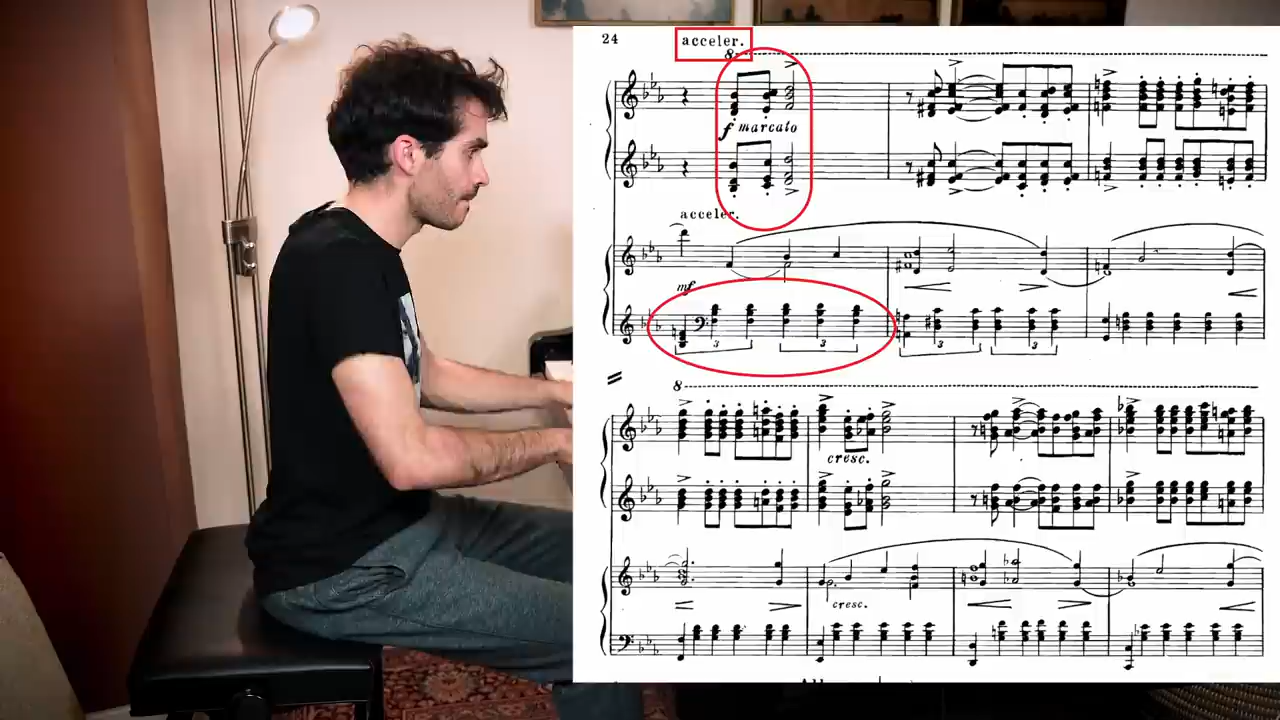 24
acceler.
8
f marcato
acceler.
mf
3 3 3 3
8
cresc.
cresc.